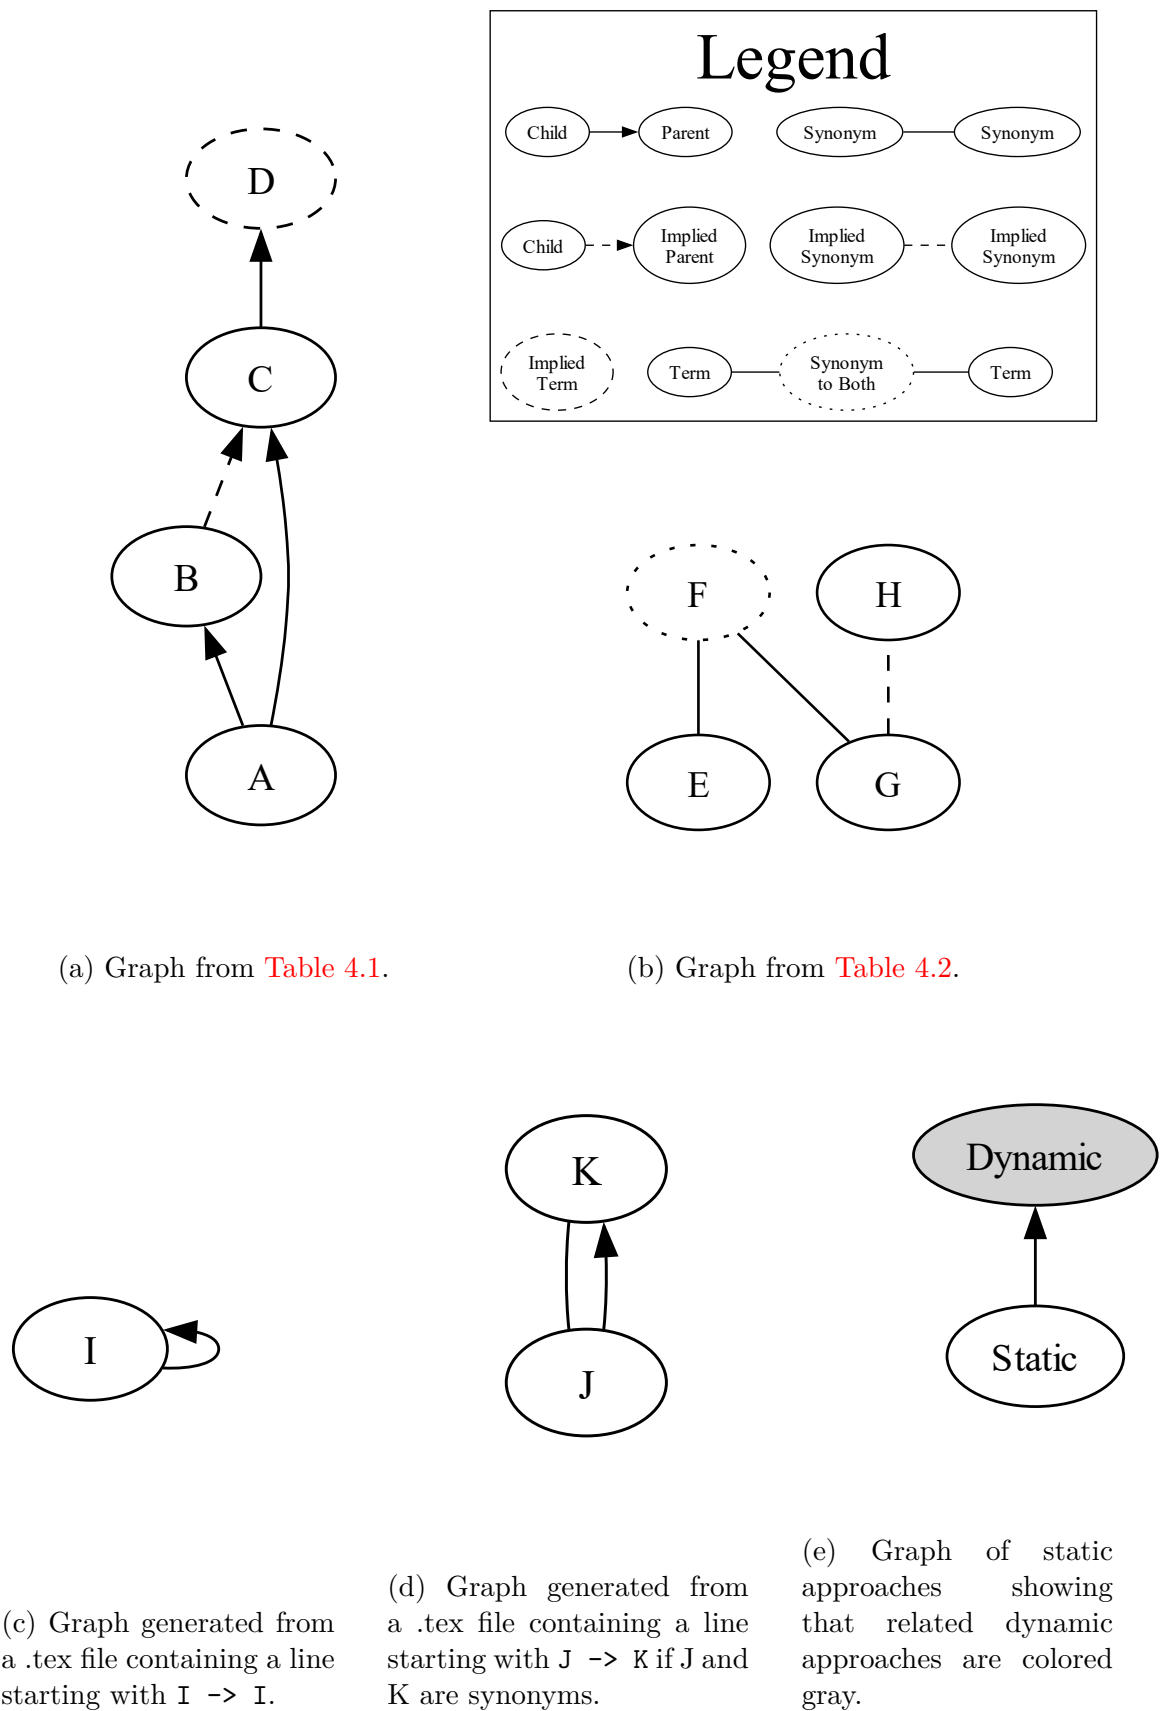 Legend
Child
Parent
Synonym
Synonym
Child
Implied
Parent
Implied
Synonym
Implied
Synonym
Implied
Term
Term
Synonym
to Both
Term
D
C
B
A
F
H
E
G
(a) Graph from Table 4.1.
(b) Graph from Table 4.2.
I
K
J
Dynamic
Static
(c) Graph generated from
a .tex file containing a line
starting with I -> I.
(d) Graph generated from
a .tex file containing a line
starting with J -> K if J and
K are synonyms.
(e) Graph of static
approaches showing
that related dynamic
approaches are colored
gray.